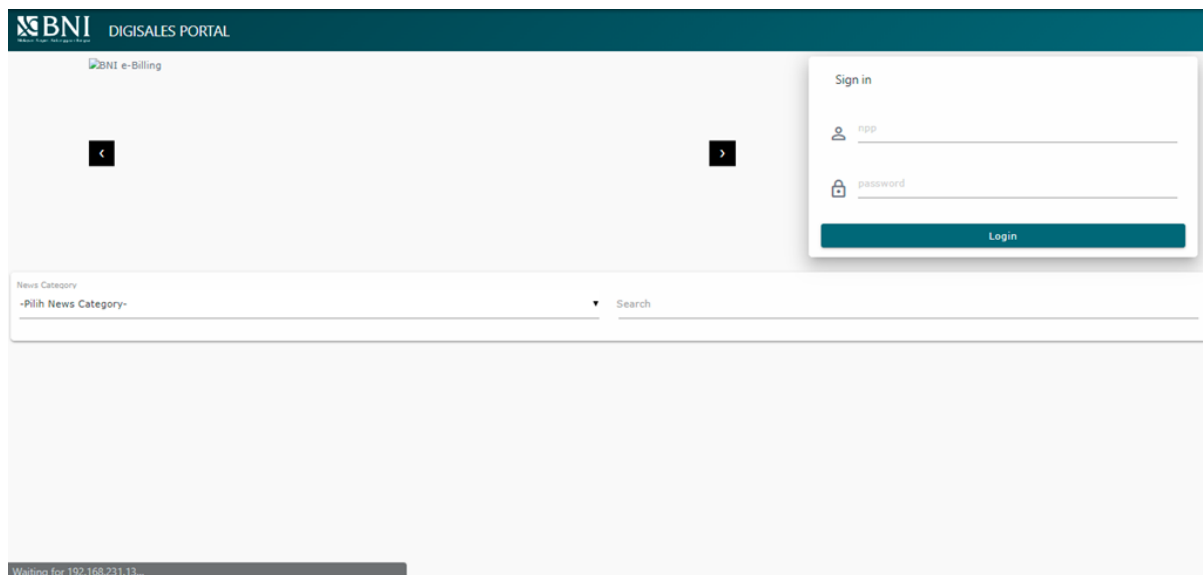 BNI DIGISALES PORTAL
BNI e-Billing
Sign in
npp
password
Login
News Category
-Pilih News Category-
Search
Waiting for 192.168.231.13...